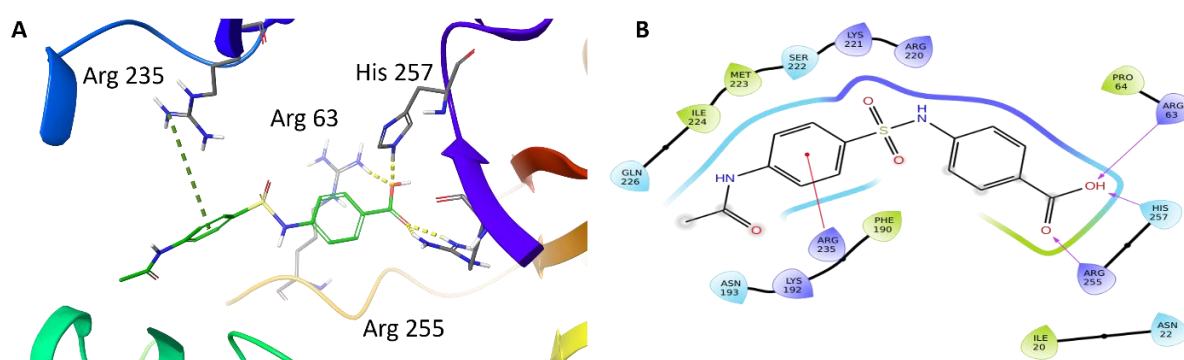 A
Arg 235
His 257
Arg 63
Arg 255
B
LYS
221
ARG
220
SER
222
MET
223
ILE
224
GLN
226
PRO
64
ARG
63
O
H
N
S
O
NH
O
OH
O
HIS
257
ARG
235
PHE
190
ARG
255
ASN
193
LYS
192
ILE
20
ASN
22